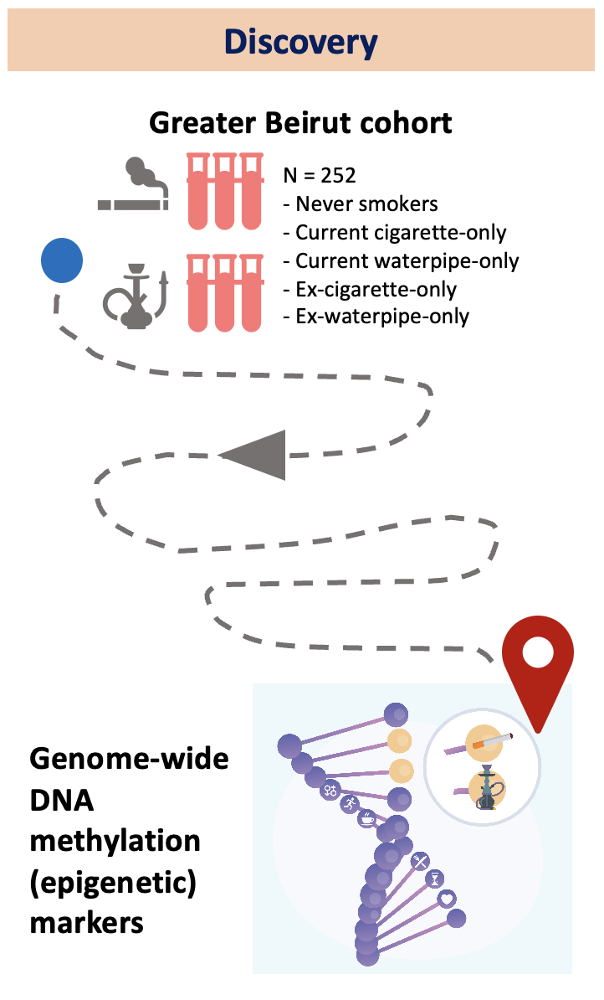 Discovery
Greater Beirut cohort
N = 252
- Never smokers
- Current cigarette-only
- Current waterpipe-only
- Ex-cigarette-only
- Ex-waterpipe-only
Genome-wide
DNA
methylation
(epigenetic)
markers